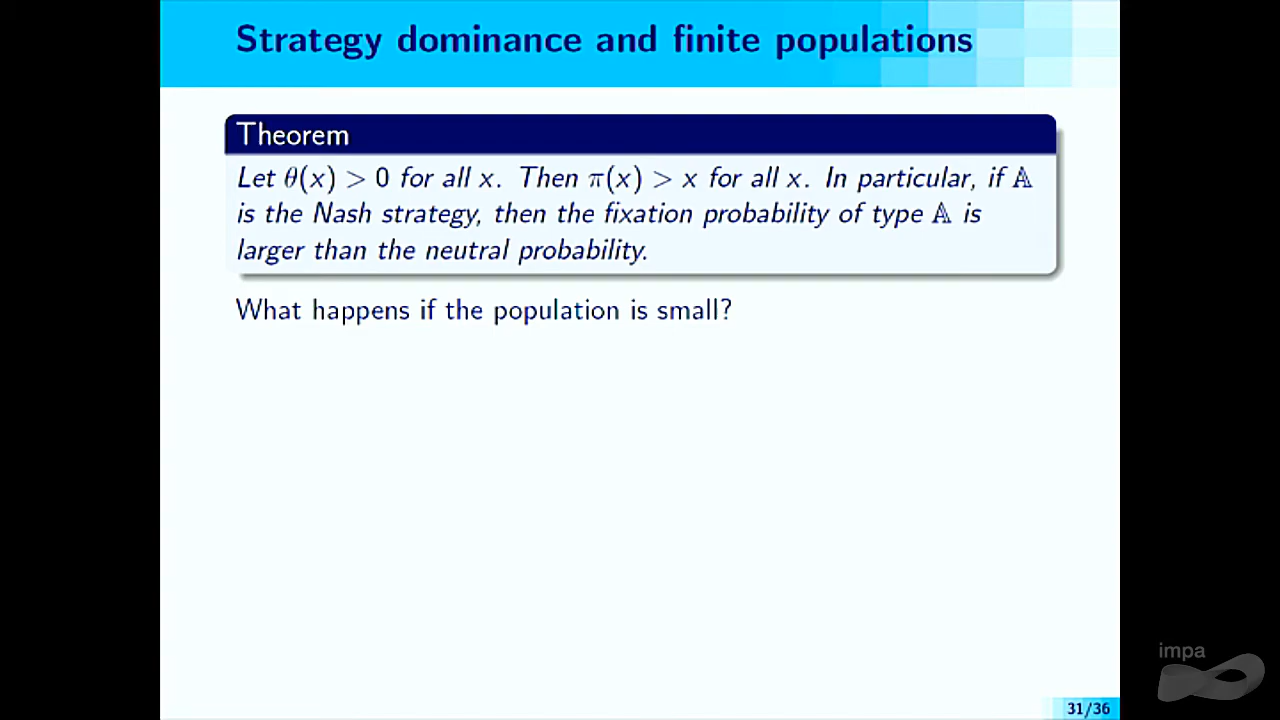 Strategy dominance and finite populations
Theorem
Let θ(x) > 0 for all x. Then π(x) > x for all x. In particular, if 𝔸
is the Nash strategy, then the fixation probability of type 𝔸 is
larger than the neutral probability.
What happens if the population is small?
impa
31/36